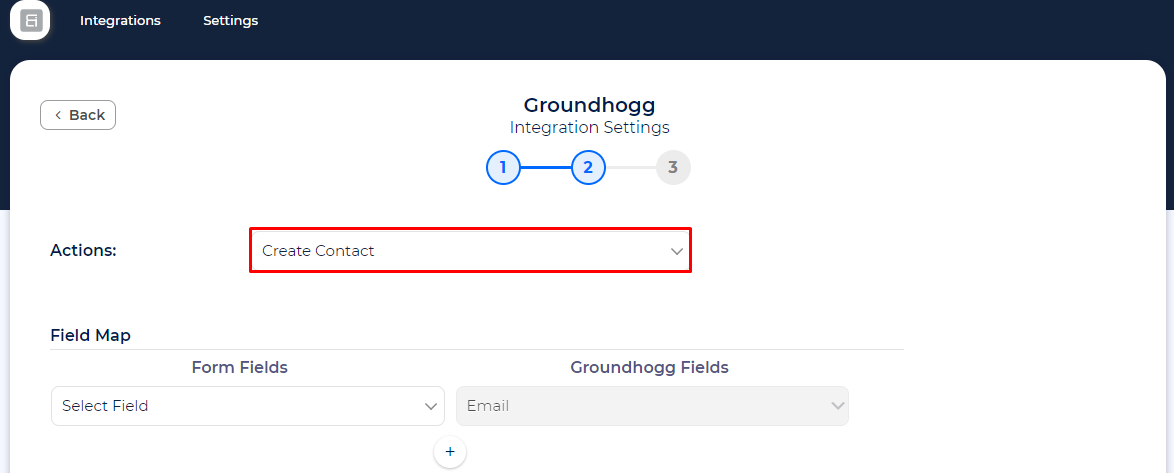 Integrations Settings
Back
Groundhogg
Integration Settings
1 2 3
Actions: Create Contact
Field Map
Form Fields Groundhogg Fields
Select Field Email
+